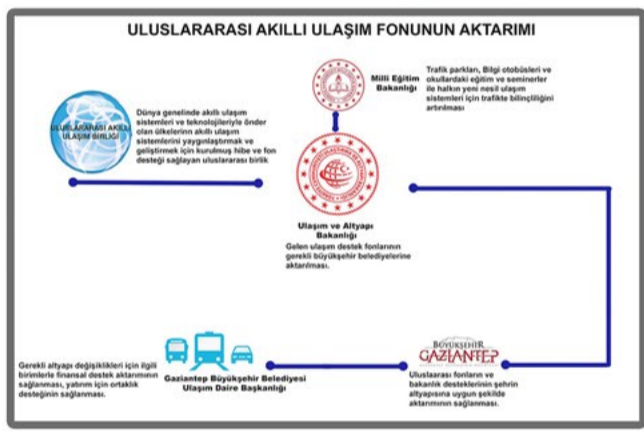 ULUSLARARASI AKILLI ULAŞIM FONUNUN AKTARIMI
Milli Eğitim
Bakanlığı
Trafik parkları, Bilgi otobüsleri ve
okullardaki eğitim ve seminerler
ile halkın yeni nesil ulaşım
sistemleri için trafikte bilinçliliğini
artırılması
ULUSLARARASI AKILLI
ULAŞIM BİRLİĞİ
Dünya genelinde akıllı ulaşım
sistemleri ve teknolojileriyle önder
olan ülkelerinn akıllı ulaşım
sistemlerini yaygınlaştırmak ve
geliştirmek için kurulmuş hibe ve fon
desteği sağlayan uluslararası birlik
Ulaşım ve Altyapı
Bakanlığı
Gelen ulaşım destek fonlarının
gerekli büyükşehir belediyelerine
aktarılması.
Gerekli altyapı değişiklikleri için ilgili
birimlerle finansal destek aktarımının
sağlanması, yatırım için ortaklık
desteğinin sağlanması.
Gaziantep Büyükşehir Belediyesi
Ulaşım Daire Başkanlığı
BÜYÜKŞEHİR
GAZİANTEP
Uluslaarası fonların ve
bakanlık desteklerinin şehrin
altyapısına uygun şekilde
aktarımının sağlanması.